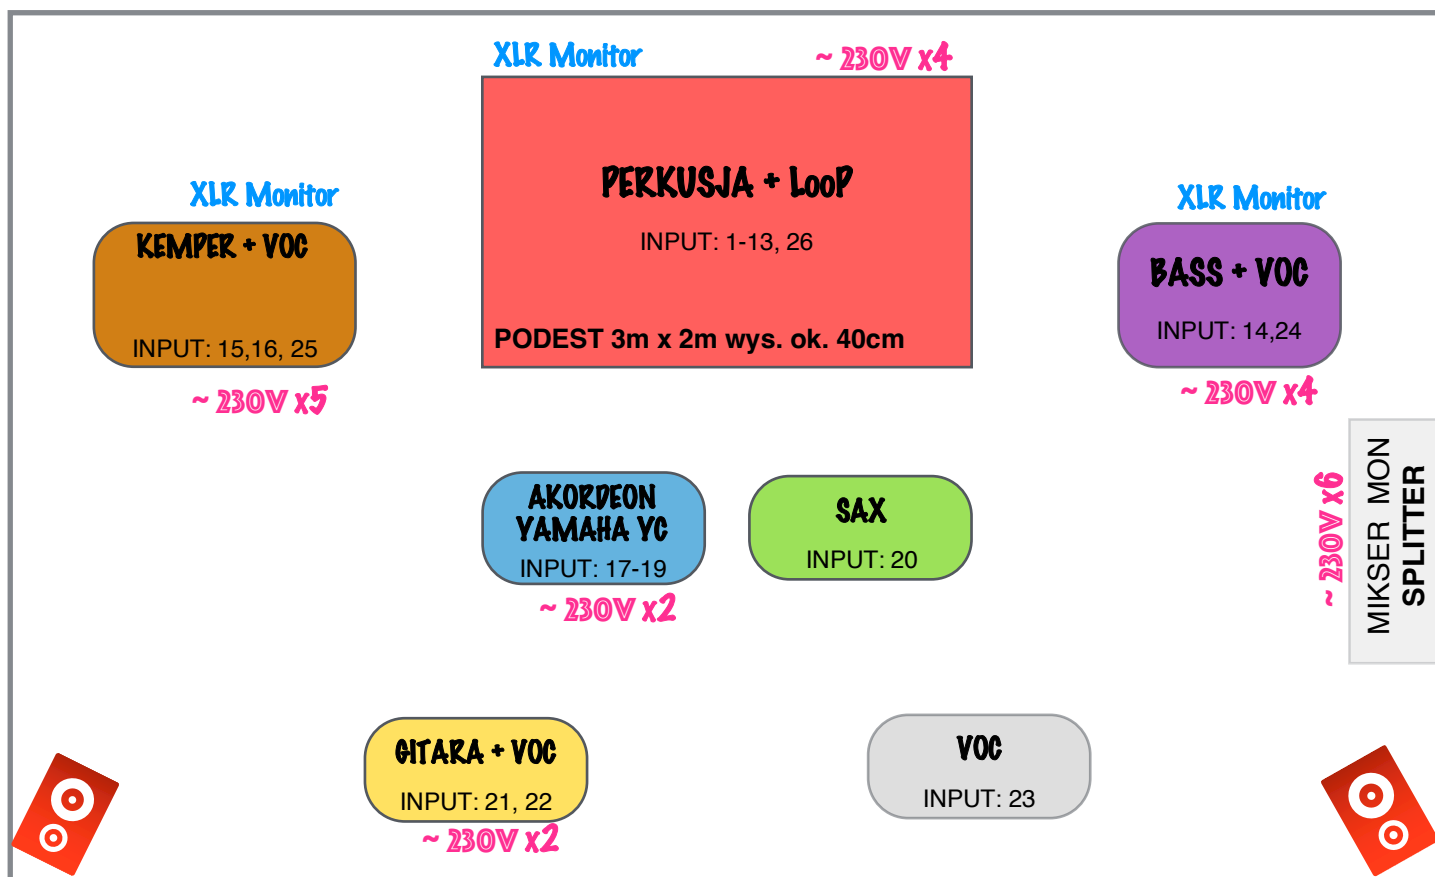 XLR Monitor
~ 230V x4
PERKUSJA + LooP
INPUT: 1-13, 26
PODEST 3m x 2m wys. ok. 40cm
XLR Monitor
KEMPER + VOC
INPUT: 15,16, 25
~ 230V x5
XLR Monitor
BASS + VOC
INPUT: 14,24
~ 230V x4
MIKSER MON
SPLITTER
~ 230V x6
AKORDEON
YAMAHA YC
INPUT: 17-19
~ 230V x2
SAX
INPUT: 20
GITARA + VOC
INPUT: 21, 22
~ 230V x2
VOC
INPUT: 23